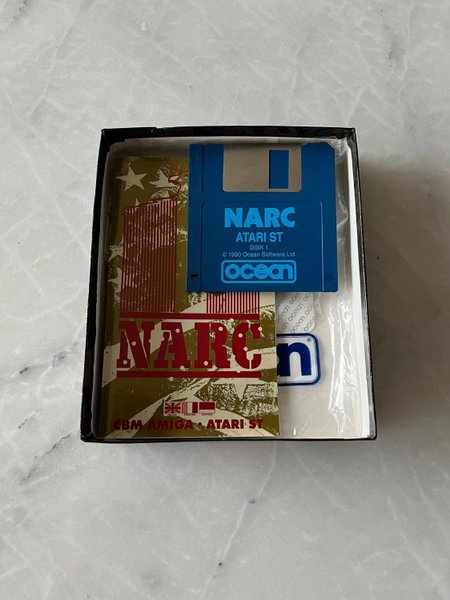 NARC
ATARI ST
DISK 1
© 1990 Ocean Software Ltd.
ocean
NARC
CBM AMIGA • ATARI ST